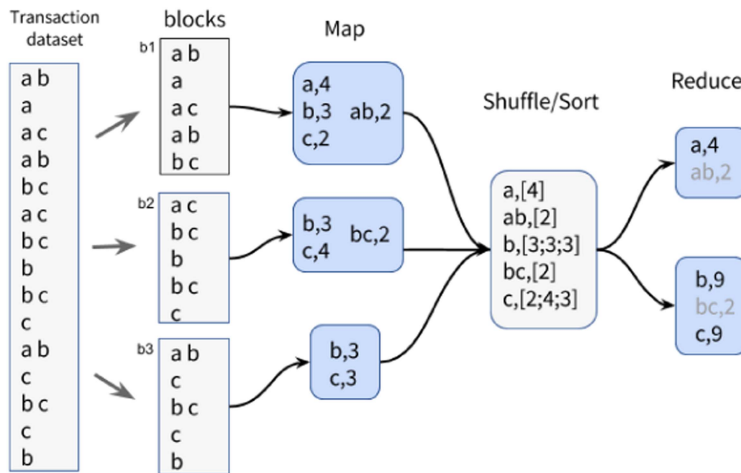 Transaction
dataset
a b
a
a c
a b
b c
a c
b c
b
b c
c
a b
c
b c
c
b
blocks
b1
a b
a
a c
a b
b c
b2
a c
b c
b
b c
c
b3
a b
c
b c
c
b
Map
a,4
b,3 ab,2
c,2
b,3
c,4 bc,2
b,3
c,3
Shuffle/Sort
a,[4]
ab,[2]
b,[3;3;3]
bc,[2]
c,[2;4;3]
Reduce
a,4
ab,2
b,9
bc,2
c,9